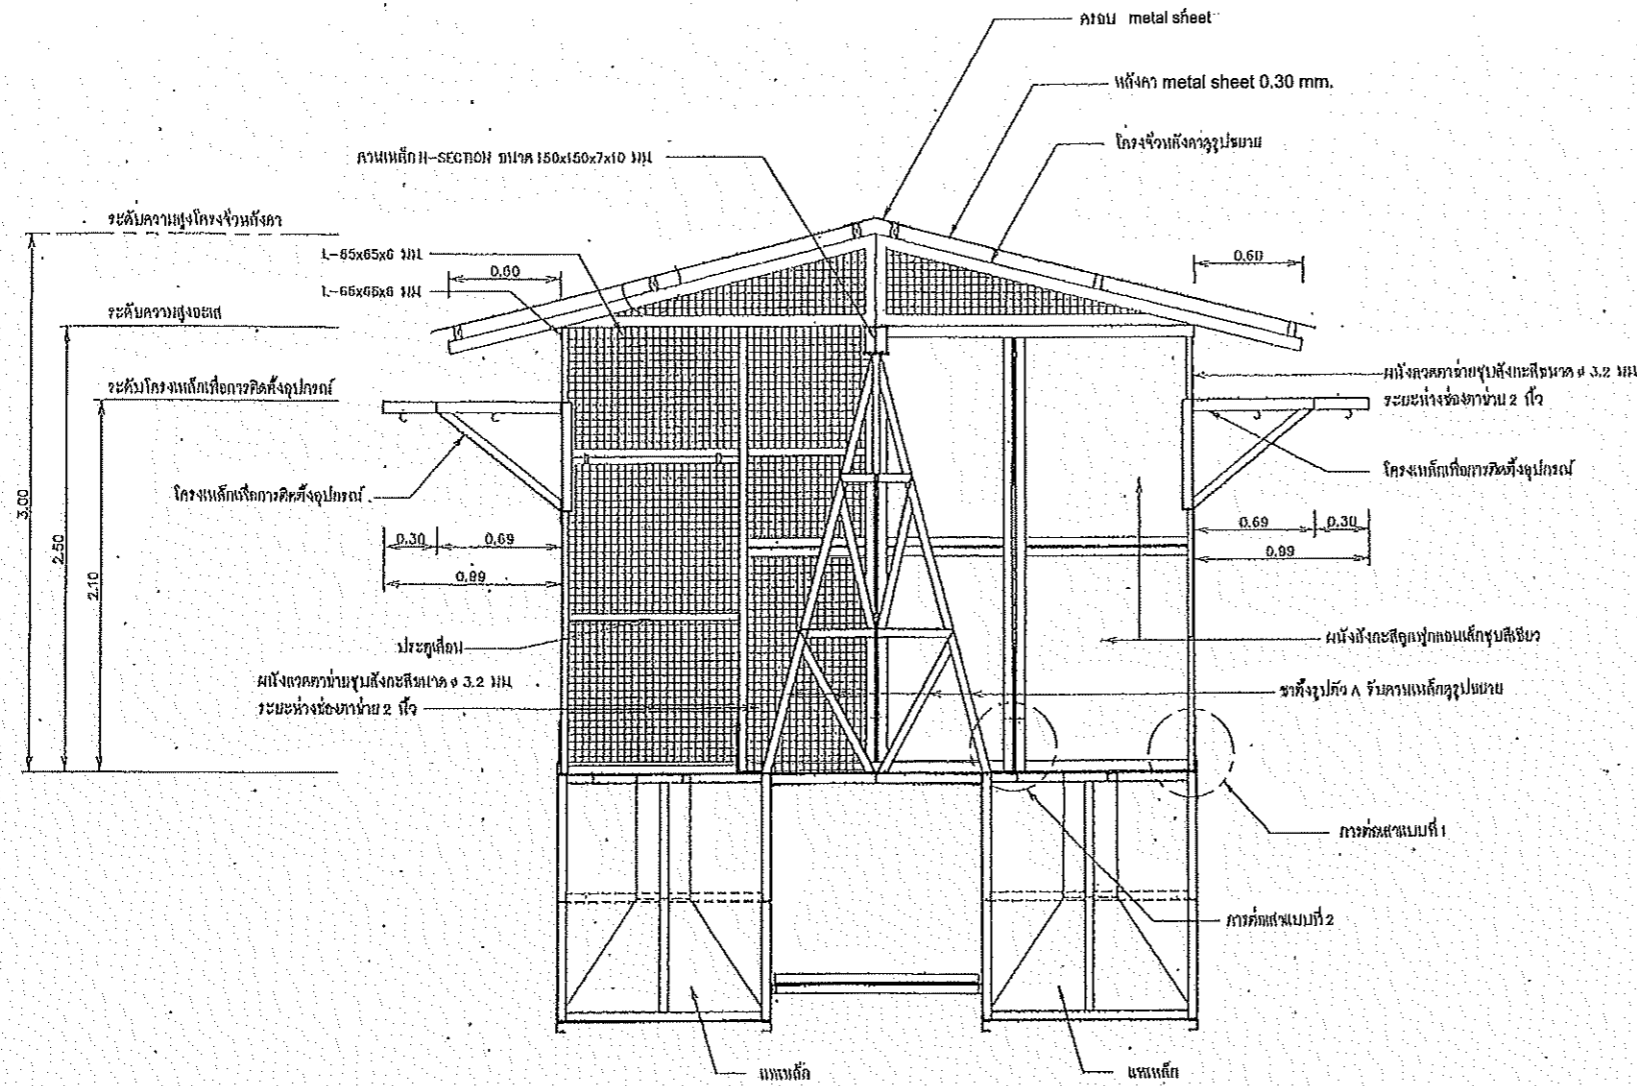 ครอบ metal sheet
หลังคา metal sheet 0.30 mm.
โครงจั่วหลังคาดูรูปขยาย
คานเหล็ก H-SECTION ขนาด 150x150x7x10 มม.
ระดับความสูงโครงจั่วหลังคา
L-65x65x6 มม.
0.60
0.60
L-65x65x6 มม.
ระดับความสูงอะเส
ผนังลวดตาข่ายชุบสังกะสีขนาด ø 3.2 มม.
ระยะห่างช่องตาข่าย 2 นิ้ว
ระดับโครงเหล็กเพื่อการติดตั้งอุปกรณ์
โครงเหล็กเพื่อการติดตั้งอุปกรณ์
โครงเหล็กเพื่อการติดตั้งอุปกรณ์
3.00
2.50
2.10
0.30
0.69
0.99
0.69
0.30
0.99
ประตูเลื่อน
ผนังสังกะสีลูกฟูกลอนเล็กชุบสีเขียว
ผนังลวดตาข่ายชุบสังกะสีขนาด ø 3.2 มม.
ระยะห่างช่องตาข่าย 2 นิ้ว
ขาตั้งรูปตัว A รับคานเหล็กดูรูปขยาย
การต่อเสาแบบที่ 1
การต่อเสาแบบที่ 2
แพเหล็ก
แพเหล็ก